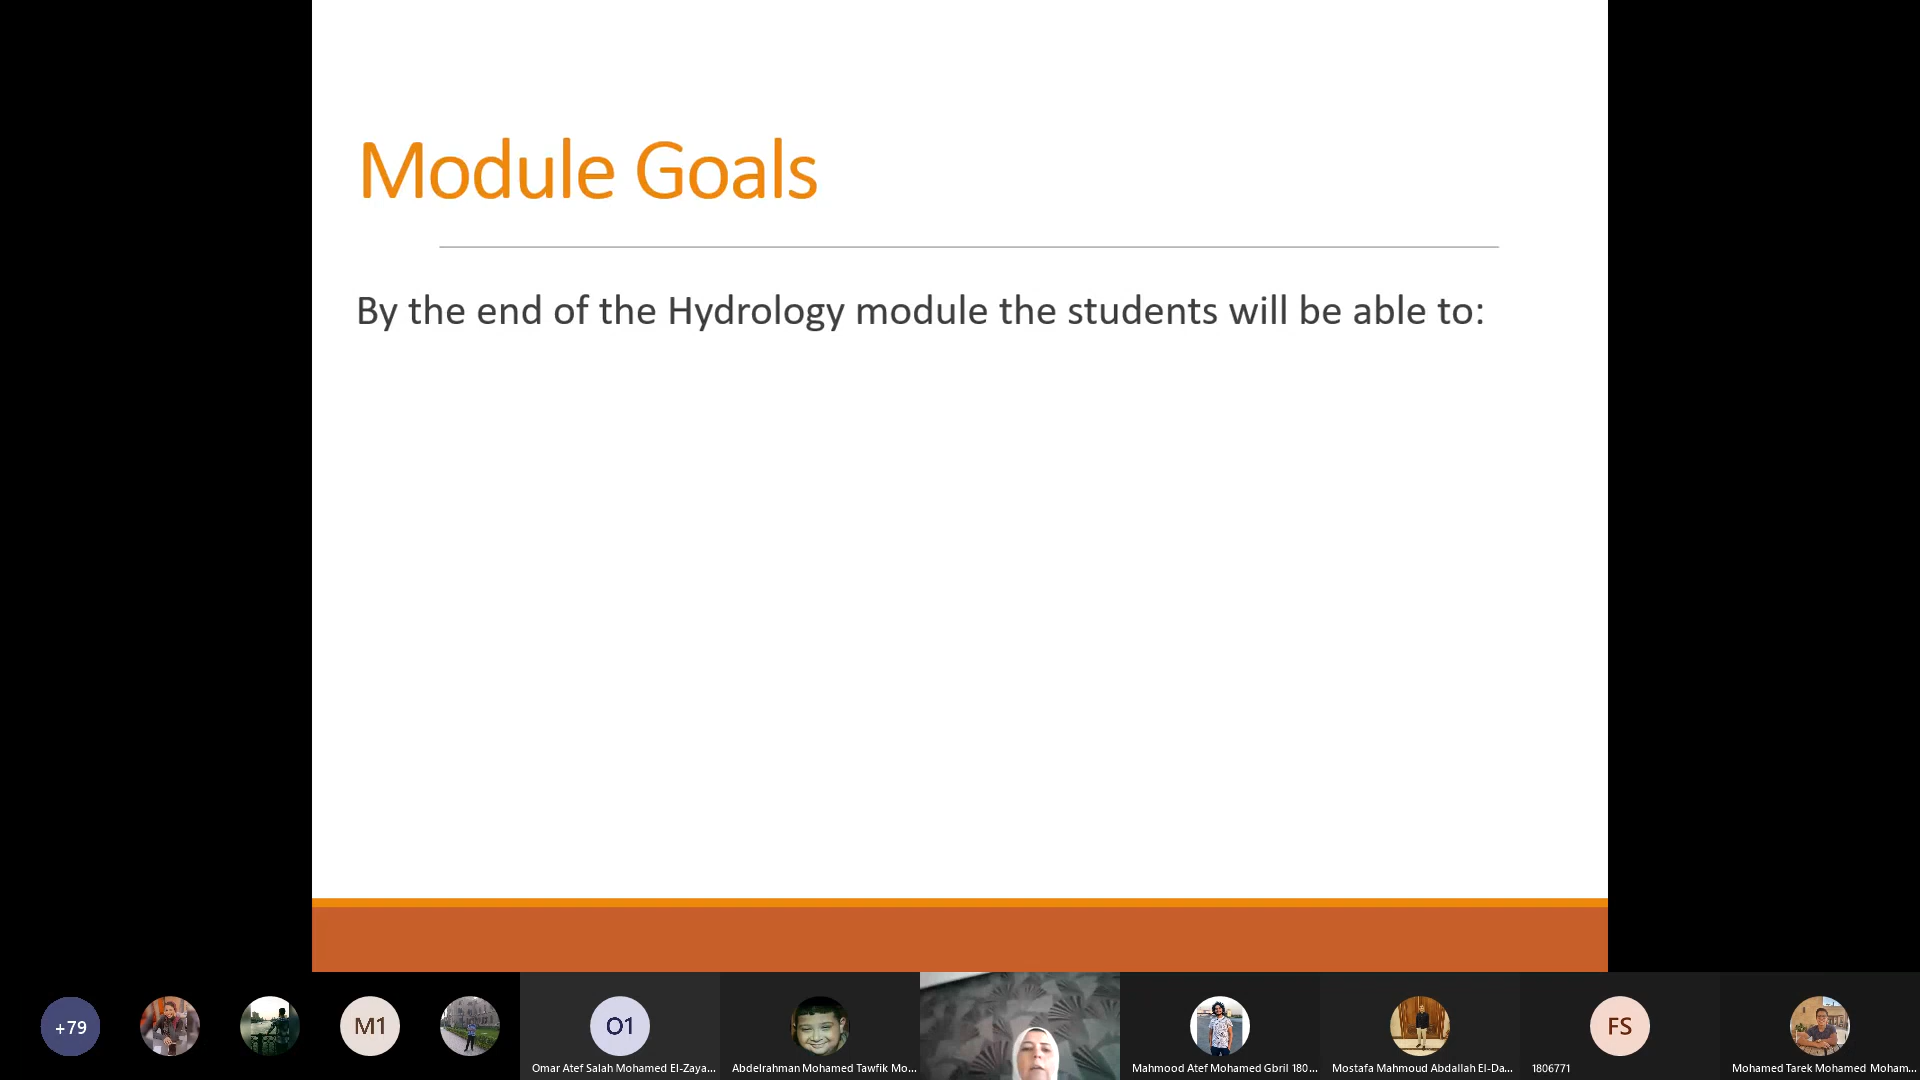 Module Goals
By the end of the Hydrology module the students will be able to:
+79
M1
O1
FS
Omar Atef Salah Mohamed El-Zaya...
Abdelrahman Mohamed Tawfik Mo...
Mahmood Atef Mohamed Gbril 180...
Mostafa Mahmoud Abdallah El-Da...
1806771
Mohamed Tarek Mohamed Moham...